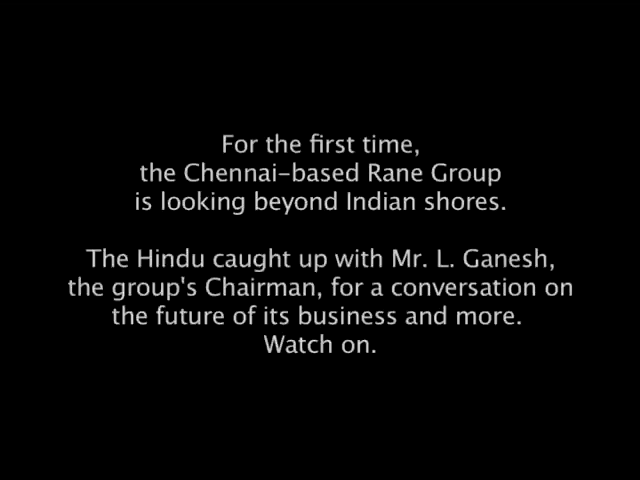 For the first time,
the Chennai-based Rane Group
is looking beyond Indian shores.
The Hindu caught up with Mr. L. Ganesh,
the group's Chairman, for a conversation on
the future of its business and more.
Watch on.